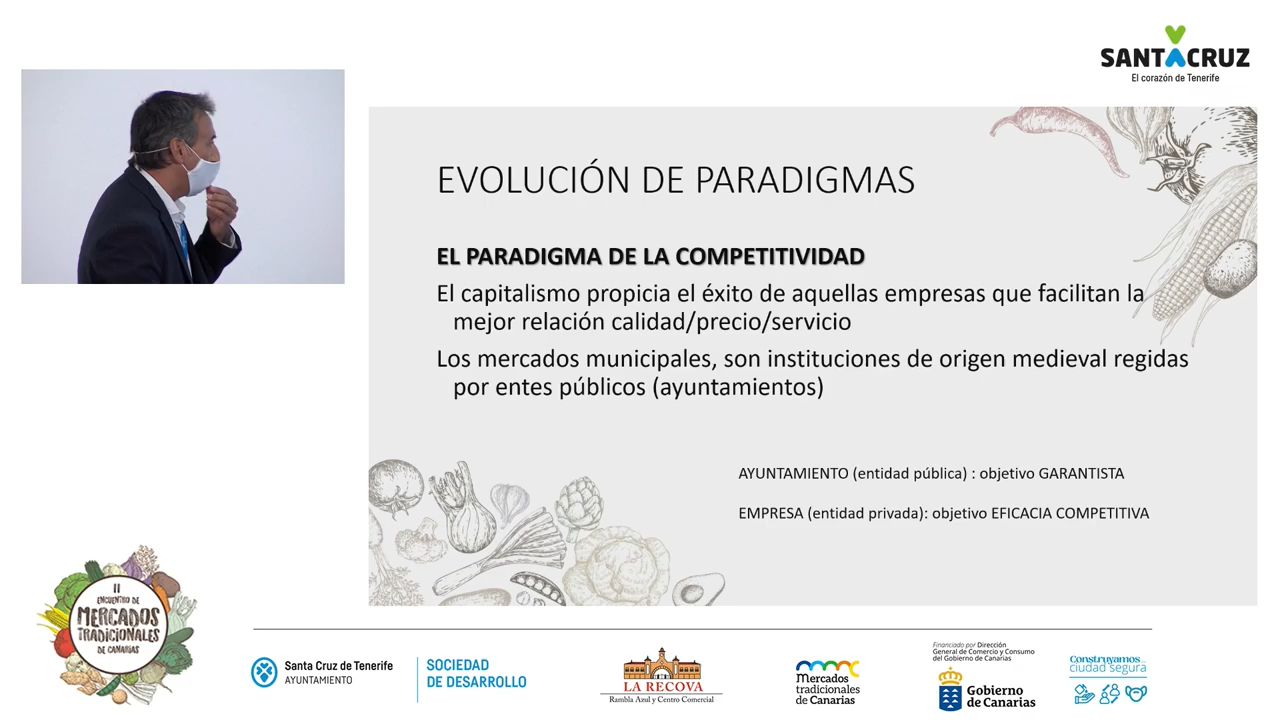 SANTACRUZ
El corazón de Tenerife
EVOLUCIÓN DE PARADIGMAS
EL PARADIGMA DE LA COMPETITIVIDAD
El capitalismo propicia el éxito de aquellas empresas que facilitan la
mejor relación calidad/precio/servicio
Los mercados municipales, son instituciones de origen medieval regidas
por entes públicos (ayuntamientos)
AYUNTAMIENTO (entidad pública) : objetivo GARANTISTA
EMPRESA (entidad privada): objetivo EFICACIA COMPETITIVA
II
ENCUENTRO DE
MERCADOS
TRADICIONALES
DE CANARIAS
Santa Cruz de Tenerife
AYUNTAMIENTO
SOCIEDAD
DE DESARROLLO
LA RECOVA
Rambla Azul y Centro Comercial
Mercados
tradicionales
de Canarias
Financiado por Dirección
General de Comercio y Consumo
del Gobierno de Canarias
Gobierno
de Canarias
Construyamos...
ciudad segura